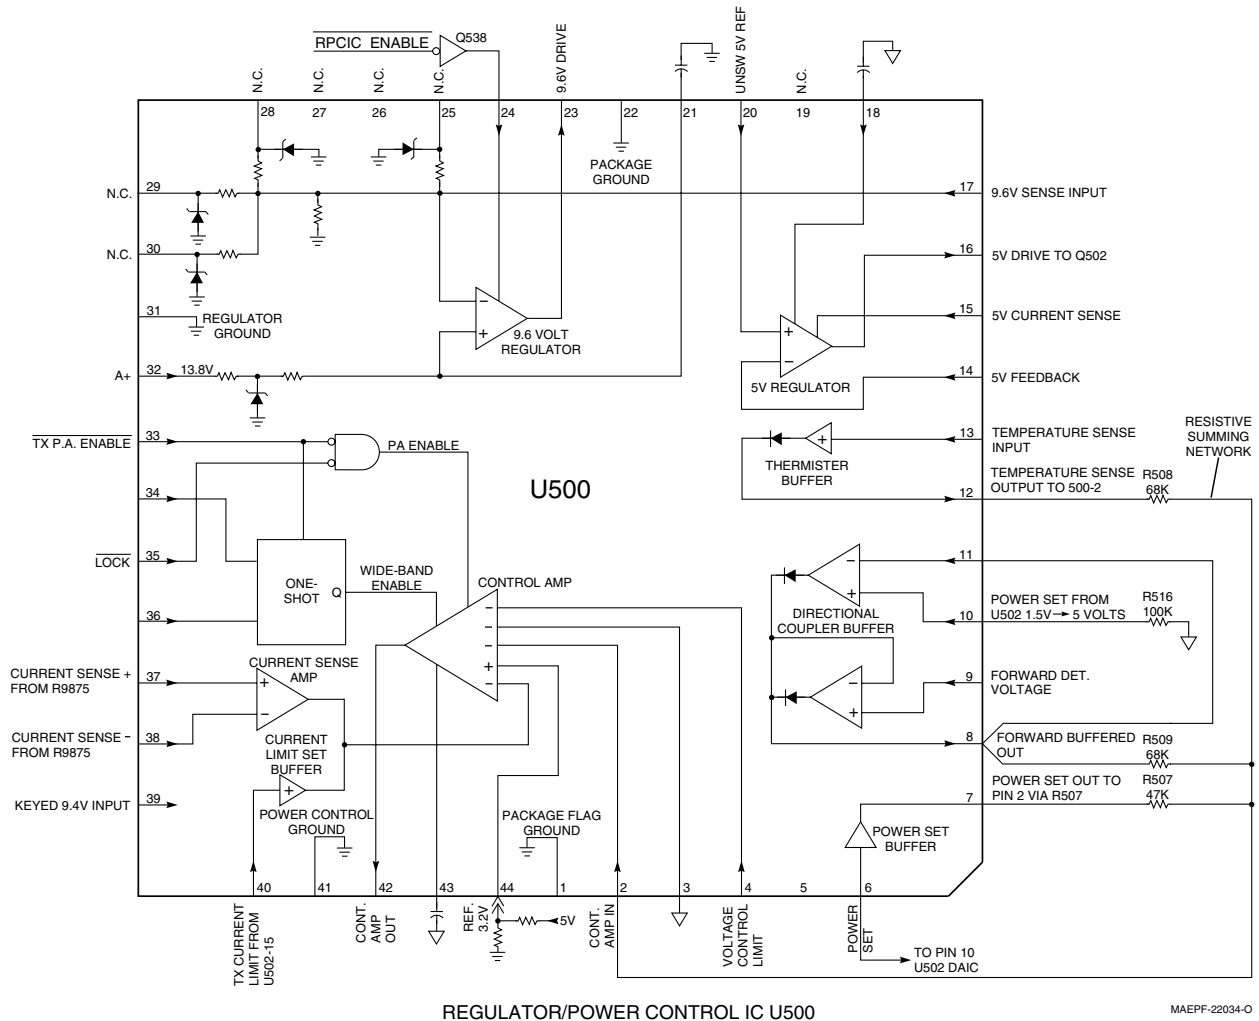 RPCIC ENABLE
Q538
9.6V DRIVE
UNSW 5V REF
N.C.
N.C.
N.C.
N.C.
N.C.
28
27
26
25
24
23
22
21
20
19
18
PACKAGE
GROUND
N.C.
29
17
9.6V SENSE INPUT
N.C.
30
16
5V DRIVE TO Q502
31
REGULATOR
GROUND
−
+
9.6 VOLT
REGULATOR
15
5V CURRENT SENSE
+
−
5V REGULATOR
A+
32
13.8V
14
5V FEEDBACK
TX P.A. ENABLE
33
PA ENABLE
+
THERMISTER
BUFFER
13
TEMPERATURE SENSE
INPUT
RESISTIVE
SUMMING
NETWORK
34
U500
12
TEMPERATURE SENSE
OUTPUT TO 500-2
R508
68K
LOCK
35
ONE-
SHOT
Q
WIDE-BAND
ENABLE
CONTROL AMP
−
−
−
+
−
−
+
DIRECTIONAL
COUPLER BUFFER
11
36
10
POWER SET FROM
U502 1.5V→5 VOLTS
R516
100K
CURRENT SENSE +
FROM R9875
37
CURRENT SENSE
AMP
+
−
−
+
9
FORWARD DET.
VOLTAGE
CURRENT SENSE −
FROM R9875
38
CURRENT
LIMIT SET
BUFFER
+
8
FORWARD BUFFERED
OUT
R509
68K
KEYED 9.4V INPUT
39
POWER CONTROL
GROUND
PACKAGE FLAG
GROUND
7
POWER SET OUT TO
PIN 2 VIA R507
R507
47K
POWER SET
BUFFER
40
41
42
43
44
1
2
3
4
5
6
TX CURRENT
LIMIT FROM
U502-15
CONT.
AMP
OUT
REF.
3.2V
5V
CONT.
AMP IN
VOLTAGE
CONTROL
LIMIT
POWER
SET
TO PIN 10
U502 DAIC
REGULATOR/POWER CONTROL IC U500
MAEPF-22034-O